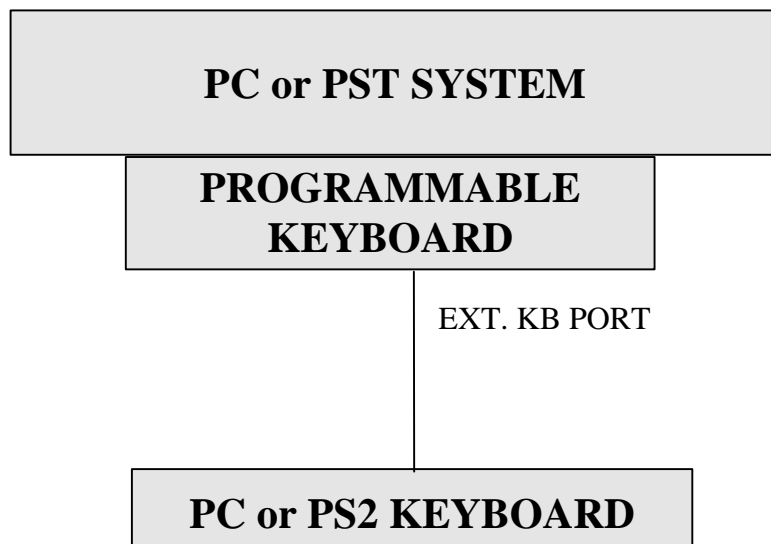 PC or PST SYSTEM
PROGRAMMABLE
KEYBOARD
EXT. KB PORT
PC or PS2 KEYBOARD